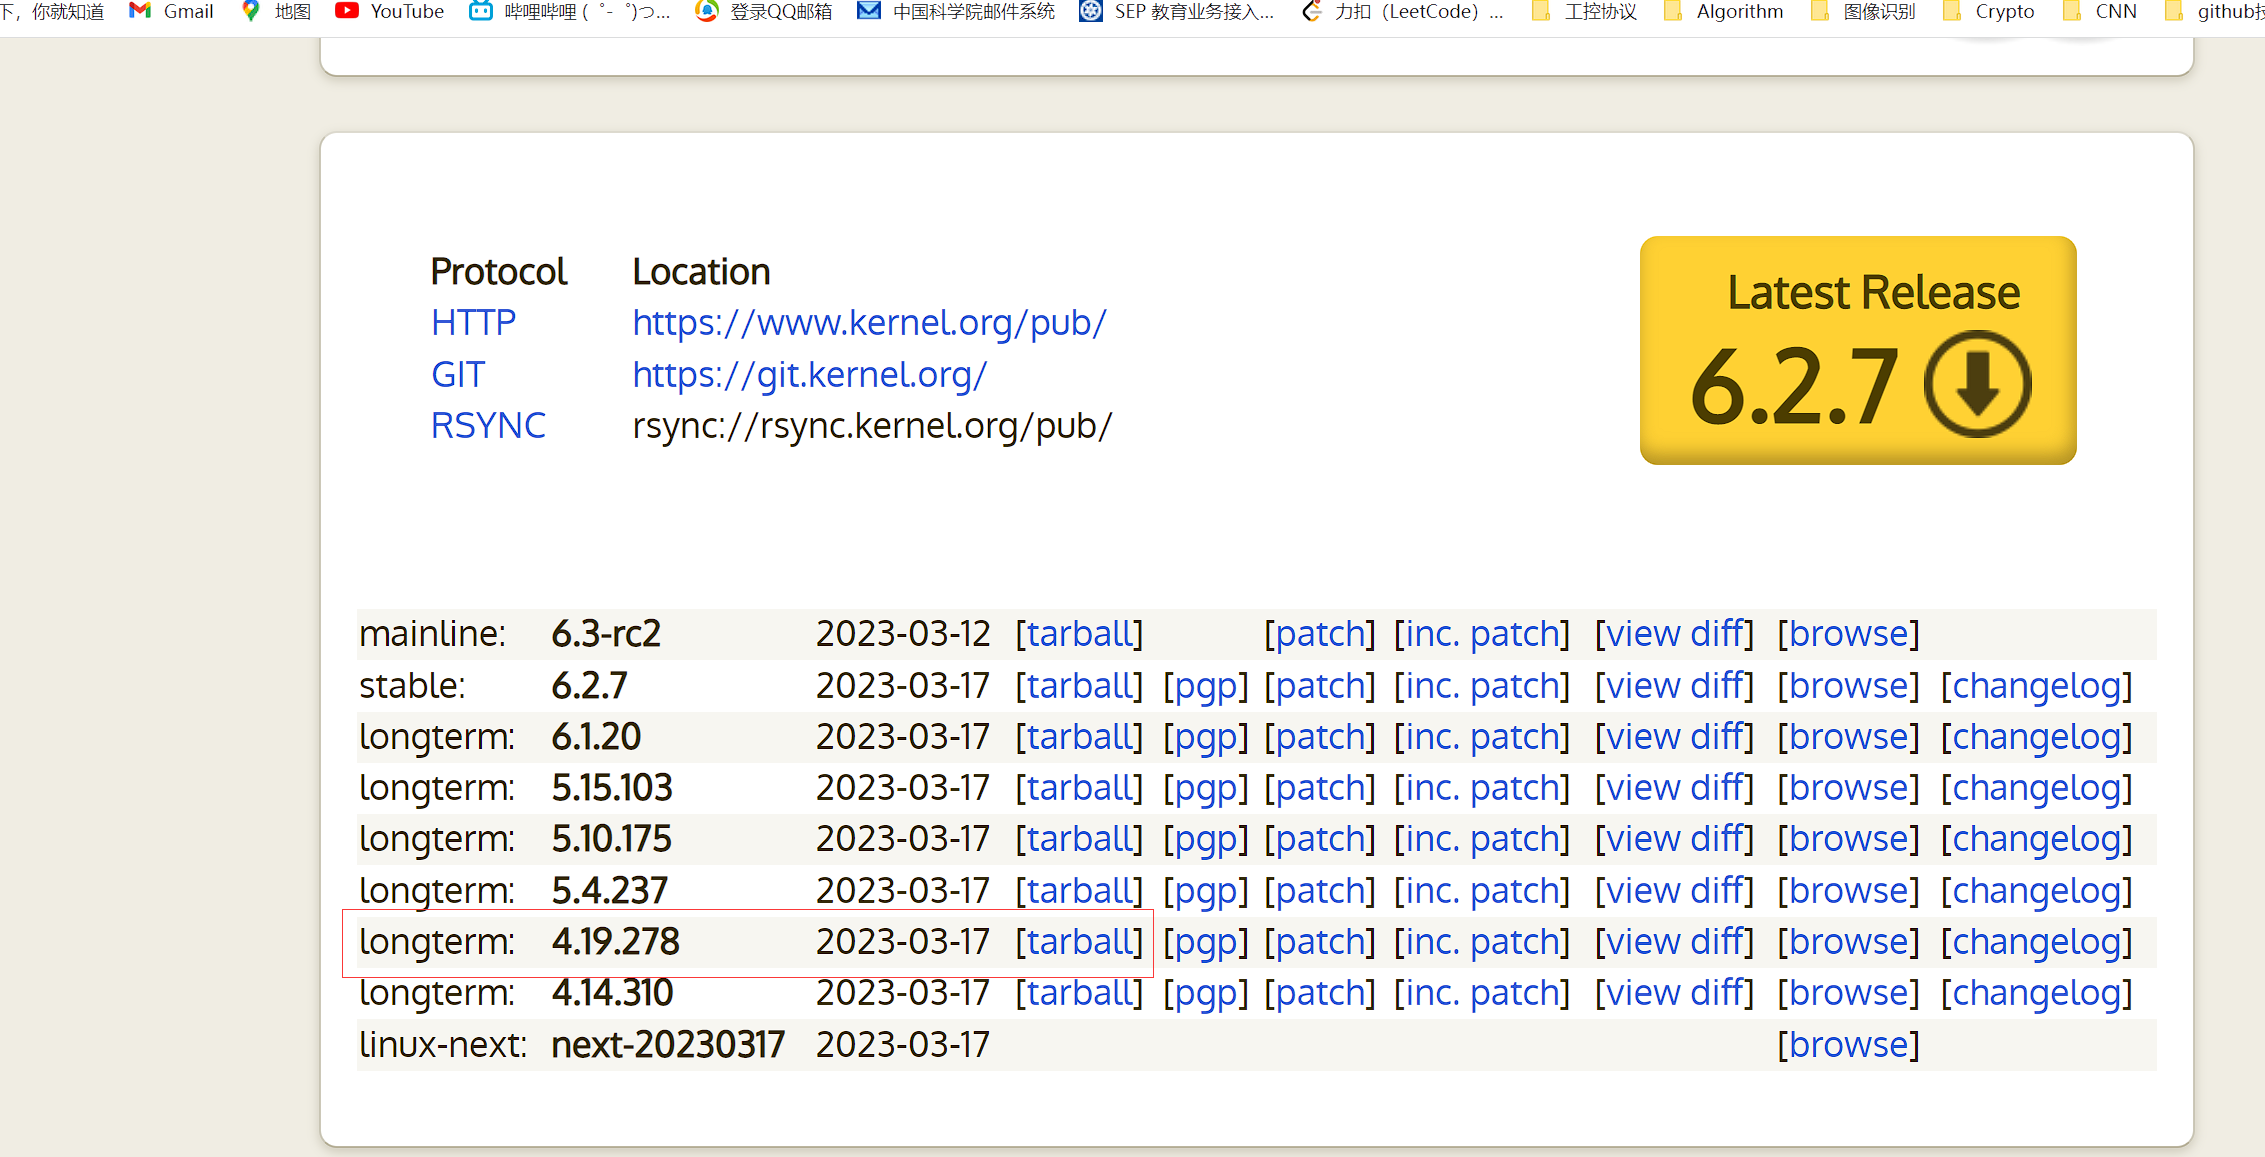 下，你就知道 Gmail 地图 YouTube 哔哩哔哩 ( ゜- ゜)つ... 登录QQ邮箱 中国科学院邮件系统 SEP 教育业务接入... 力扣（LeetCode）... 工控协议 Algorithm 图像识别 Crypto CNN github技
Protocol Location
HTTP https://www.kernel.org/pub/
GIT https://git.kernel.org/
RSYNC rsync://rsync.kernel.org/pub/
Latest Release
6.2.7
mainline: 6.3-rc2 2023-03-12 [tarball] [patch] [inc. patch] [view diff] [browse]
stable: 6.2.7 2023-03-17 [tarball] [pgp] [patch] [inc. patch] [view diff] [browse] [changelog]
longterm: 6.1.20 2023-03-17 [tarball] [pgp] [patch] [inc. patch] [view diff] [browse] [changelog]
longterm: 5.15.103 2023-03-17 [tarball] [pgp] [patch] [inc. patch] [view diff] [browse] [changelog]
longterm: 5.10.175 2023-03-17 [tarball] [pgp] [patch] [inc. patch] [view diff] [browse] [changelog]
longterm: 5.4.237 2023-03-17 [tarball] [pgp] [patch] [inc. patch] [view diff] [browse] [changelog]
longterm: 4.19.278 2023-03-17 [tarball] [pgp] [patch] [inc. patch] [view diff] [browse] [changelog]
longterm: 4.14.310 2023-03-17 [tarball] [pgp] [patch] [inc. patch] [view diff] [browse] [changelog]
linux-next: next-20230317 2023-03-17 [browse]